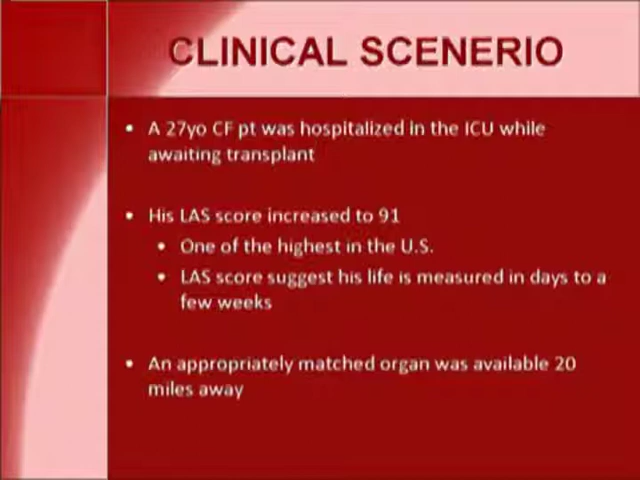 CLINICAL SCENERIO
• A 27yo CF pt was hospitalized in the ICU while
awaiting transplant
• His LAS score increased to 91
• One of the highest in the U.S.
• LAS score suggest his life is measured in days to a
few weeks
• An appropriately matched organ was available 20
miles away